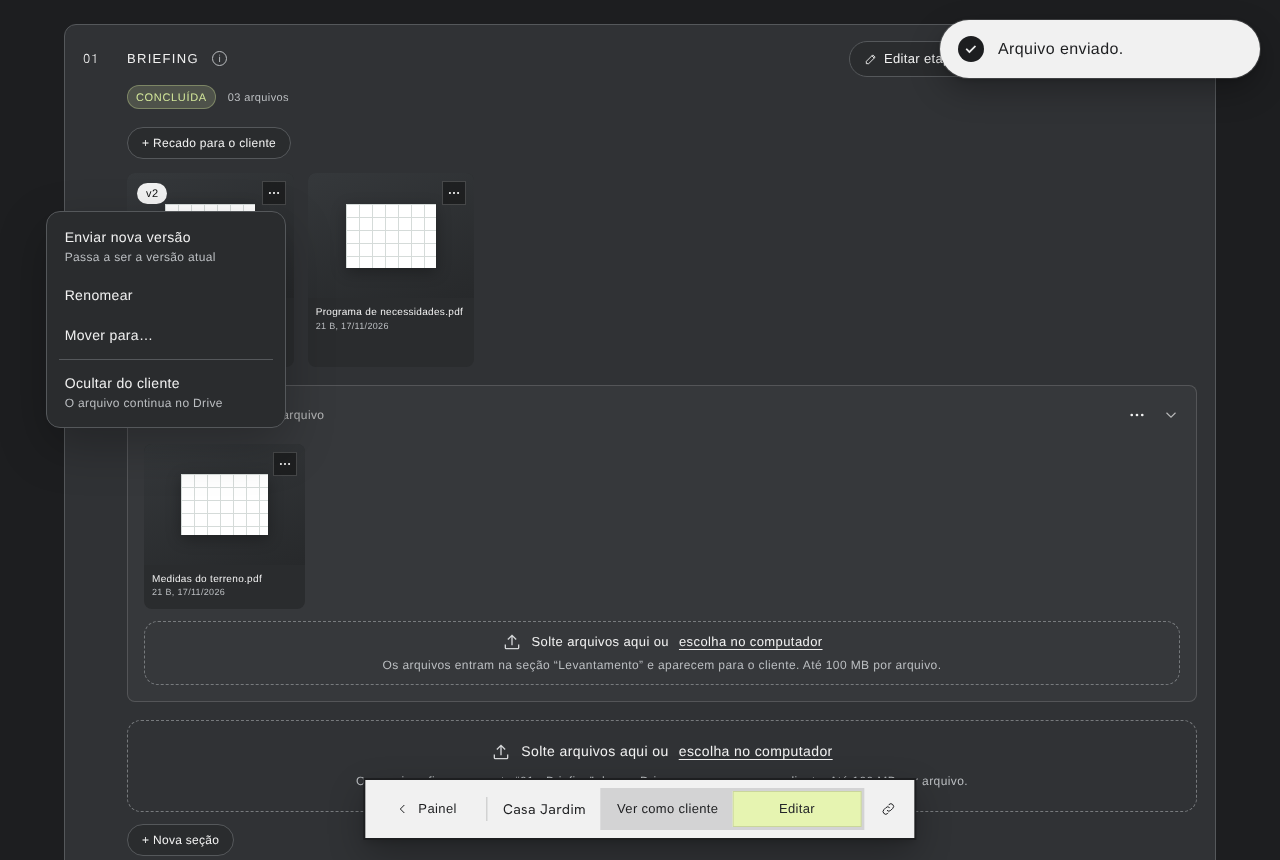 01 BRIEFING
Editar
Arquivo enviado.
CONCLUÍDA 03 arquivos
+ Recado para o cliente
v2
Enviar nova versão
Passa a ser a versão atual
Renomear
Mover para…
Ocultar do cliente
O arquivo continua no Drive
Programa de necessidades.pdf
21 B, 17/11/2026
arquivo
Medidas do terreno.pdf
21 B, 17/11/2026
Solte arquivos aqui ou escolha no computador
Os arquivos entram na seção “Levantamento” e aparecem para o cliente. Até 100 MB por arquivo.
Solte arquivos aqui ou escolha no computador
arquivo.
Painel Casa Jardim Ver como cliente Editar
+ Nova seção